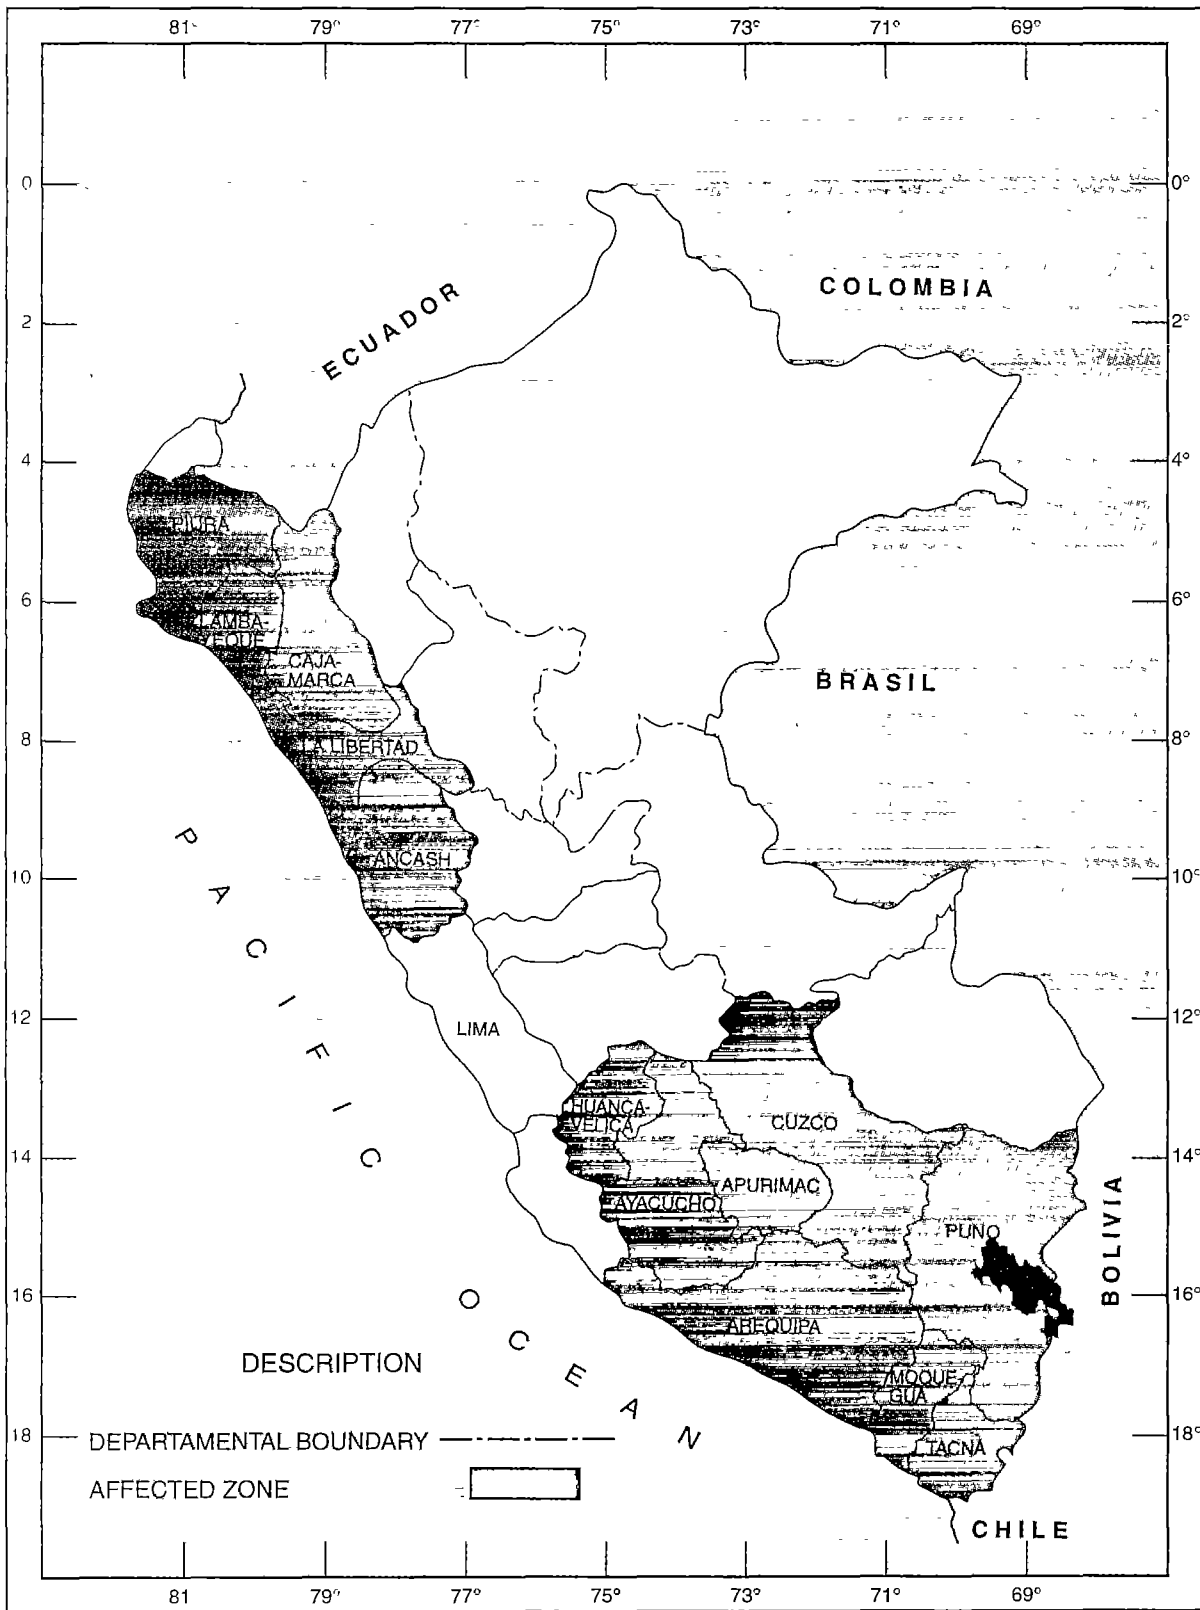 81° 79° 77° 75° 73° 71° 69°
0 0°
COLOMBIA
ECUADOR
2 2°
4 4°
PIURA
6 6°
LAMBA-
YEQUE
CAJA-
MARCA
BRASIL
LA LIBERTAD
8 8°
ANCASH
10 10°
PACIFIC OCEAN
LIMA
12 12°
HUANCA-
VELICA
CUZCO
14 14°
APURIMAC
AYACUCHO
PUNO
BOLIVIA
16 16°
AREQUIPA
DESCRIPTION
MOQUE-
GUA
DEPARTAMENTAL BOUNDARY
18 18°
TACNA
AFFECTED ZONE
CHILE
81 79° 77° 75° 73° 71° 69°